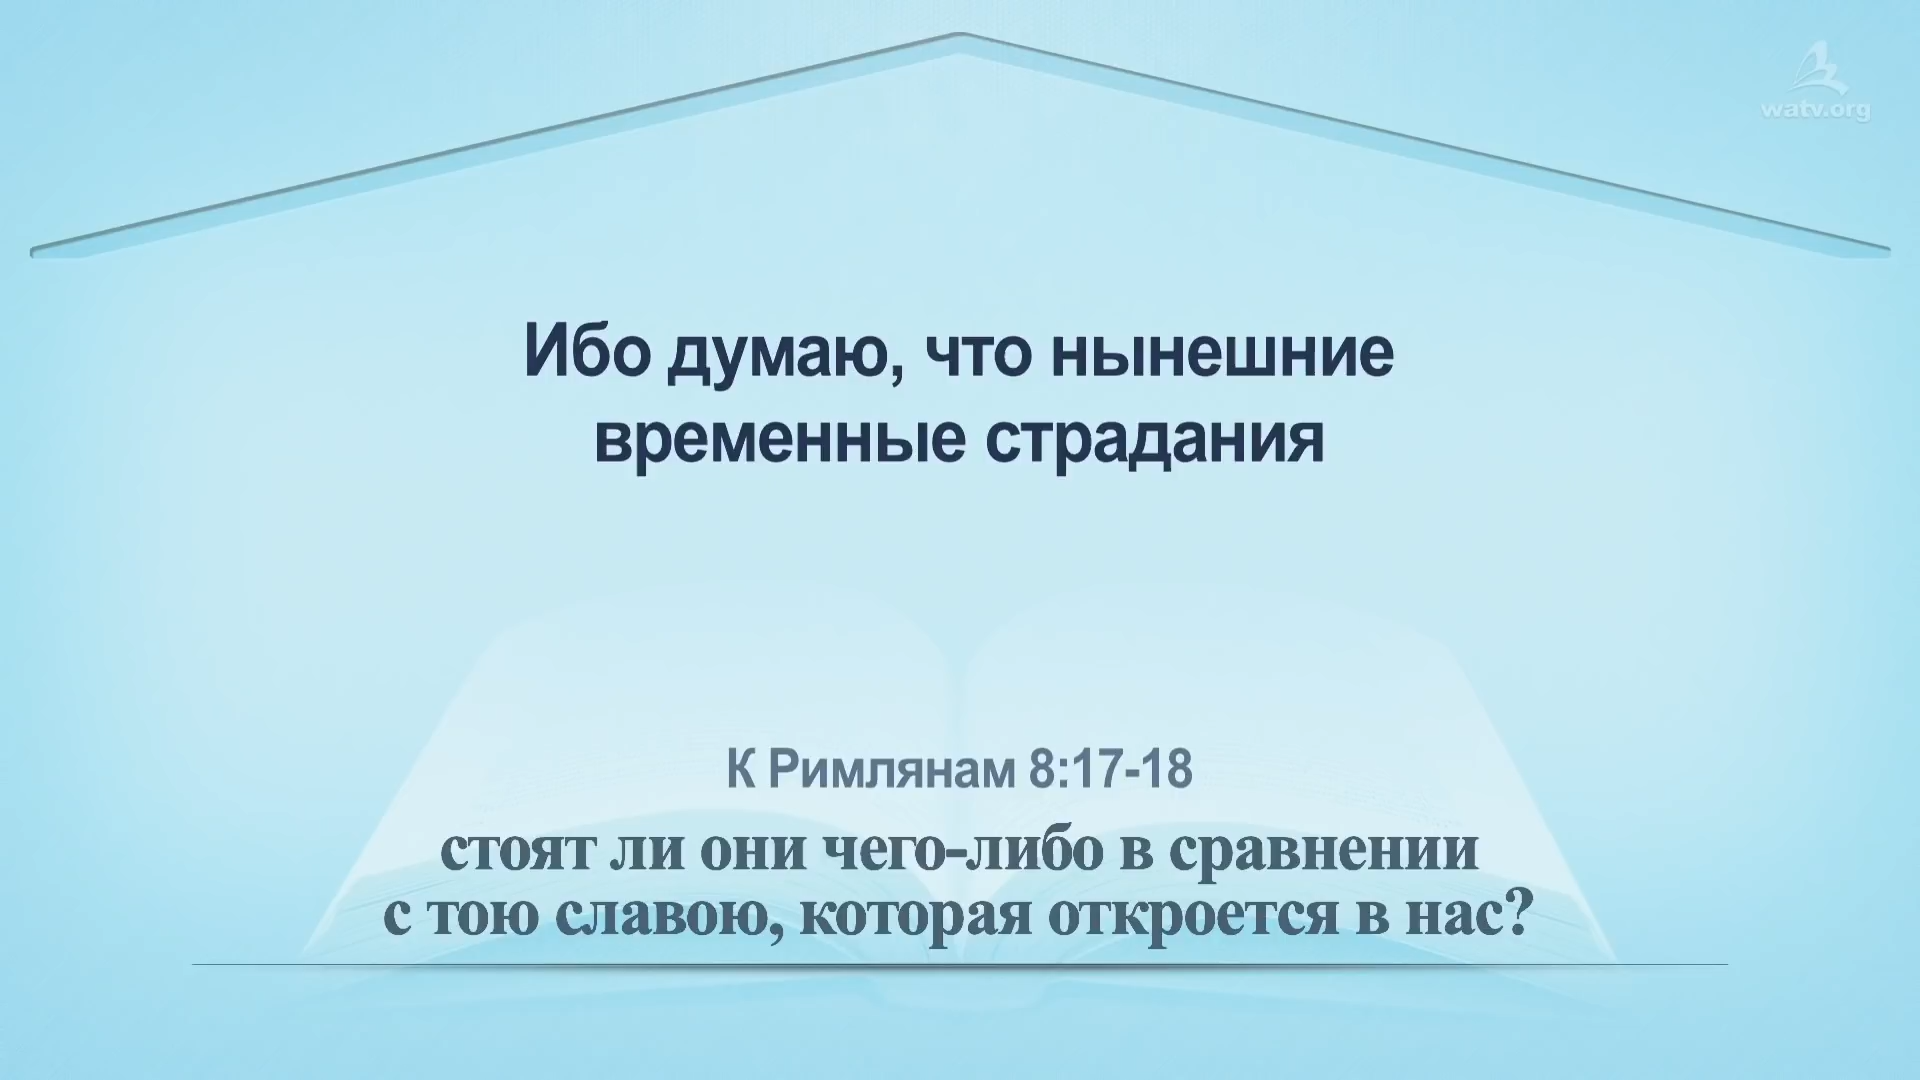 watv.org
Ибо думаю, что нынешние
временные страдания
К Римлянам 8:17-18
стоят ли они чего-либо в сравнении
с тою славою, которая откроется в нас?